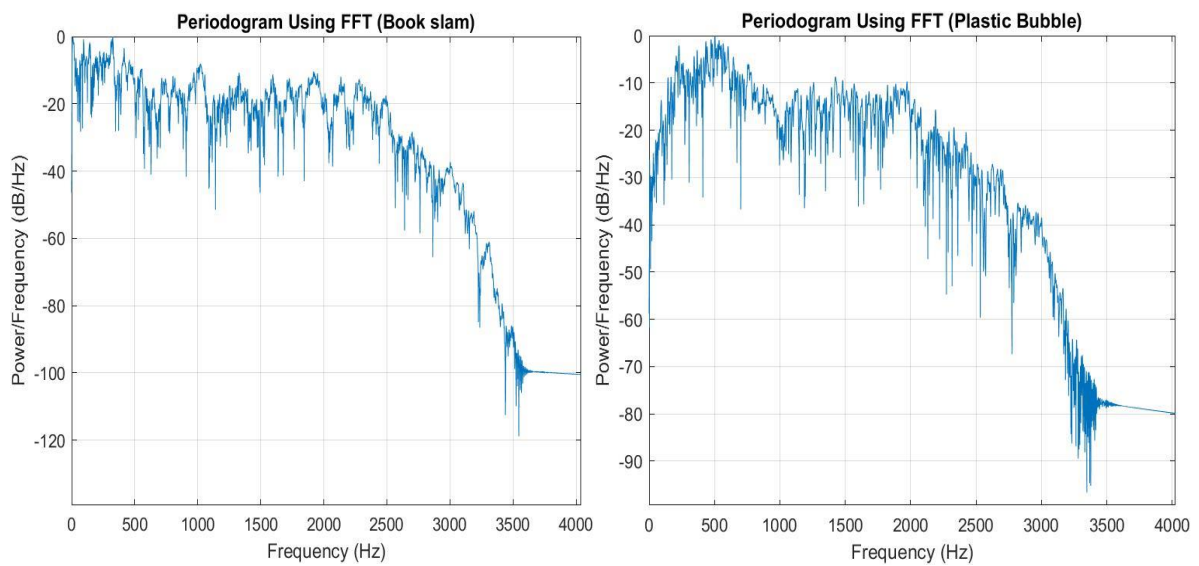 Periodogram Using FFT (Book slam)
Power/Frequency (dB/Hz)
0
-20
-40
-60
-80
-100
-120
0 500 1000 1500 2000 2500 3000 3500 4000
Frequency (Hz)
Periodogram Using FFT (Plastic Bubble)
Power/Frequency (dB/Hz)
0
-10
-20
-30
-40
-50
-60
-70
-80
-90
0 500 1000 1500 2000 2500 3000 3500 4000
Frequency (Hz)